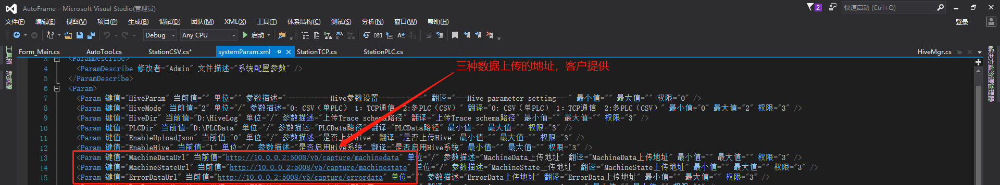 AutoFrame - Microsoft Visual Studio(管理员)
2
快速启动 (Ctrl+Q)
文件(F) 编辑(E) 视图(V) 项目(P) 生成(B) 调试(D) 团队(M) XML(X) 工具(T) 体系结构(C) 测试(S) 分析(N) 窗口(W) 帮助(H)
登录
Debug Any CPU 启动
工具箱
数据源
Form_Main.cs AutoTool.cs StationCSV.cs* systemParam.xml StationTCP.cs StationPLC.cs HiveMgr.cs
解决方案资源管理器
三种数据上传的地址，客户提供
3 <ParamDescribe>
4 <ParamDescribe 修改者="Admin" 文件描述="系统配置参数" />
5 </ParamDescribe>
6 <Param>
7 <Param 键值="HiveParam" 当前值="" 单位="" 参数描述="-----------Hive参数设置-----------" 翻译="---Hive parameter setting---" 最小值="" 最大值="" 权限="0" />
8 <Param 键值="HiveMode" 当前值="2" 单位="/" 参数描述="0: CSV（单PLC） 1: TCP通信 2:多PLC（CSV）" 翻译="0: CSV（单PLC） 1: TCP通信 2:多PLC（CSV）" 最小值="0" 最大值="2" 权限="3" />
9 <Param 键值="HiveDir" 当前值="D:\HiveLog" 单位="/" 参数描述="上传Trace schema路径" 翻译="上传Trace schema路径" 最小值="" 最大值="" 权限="3" />
10 <Param 键值="PLCDir" 当前值="D:\PLCData" 单位="/" 参数描述="PLCData路径" 翻译="PLCData路径" 最小值="" 最大值="" 权限="3" />
11 <Param 键值="EnableUploadJson" 当前值="0" 单位="/" 参数描述="是否上传Hive" 翻译="是否上传Hive" 最小值="" 最大值="" 权限="3" />
12 <Param 键值="EnableHive" 当前值="1" 单位="/" 参数描述="是否启用Hive系统" 翻译="是否启用Hive系统" 最小值="" 最大值="" 权限="3" />
13 <Param 键值="MachineDataUrl" 当前值="http://10.0.0.2:5008/v5/capture/machinedata" 单位="/" 参数描述="MachineData上传地址" 翻译="MachineData上传地址" 最小值="" 最大值="" 权限="3" />
14 <Param 键值="MachineStateUrl" 当前值="http://10.0.0.2:5008/v5/capture/machinestate" 单位="/" 参数描述="MachineState上传地址" 翻译="MachineState上传地址" 最小值="" 最大值="" 权限="3" />
15 <Param 键值="ErrorDataUrl" 当前值="http://10.0.0.2:5008/v5/capture/errordata" 单位="/" 参数描述="ErrorData上传地址" 翻译="ErrorData上传地址" 最小值="" 最大值="" 权限="3" />